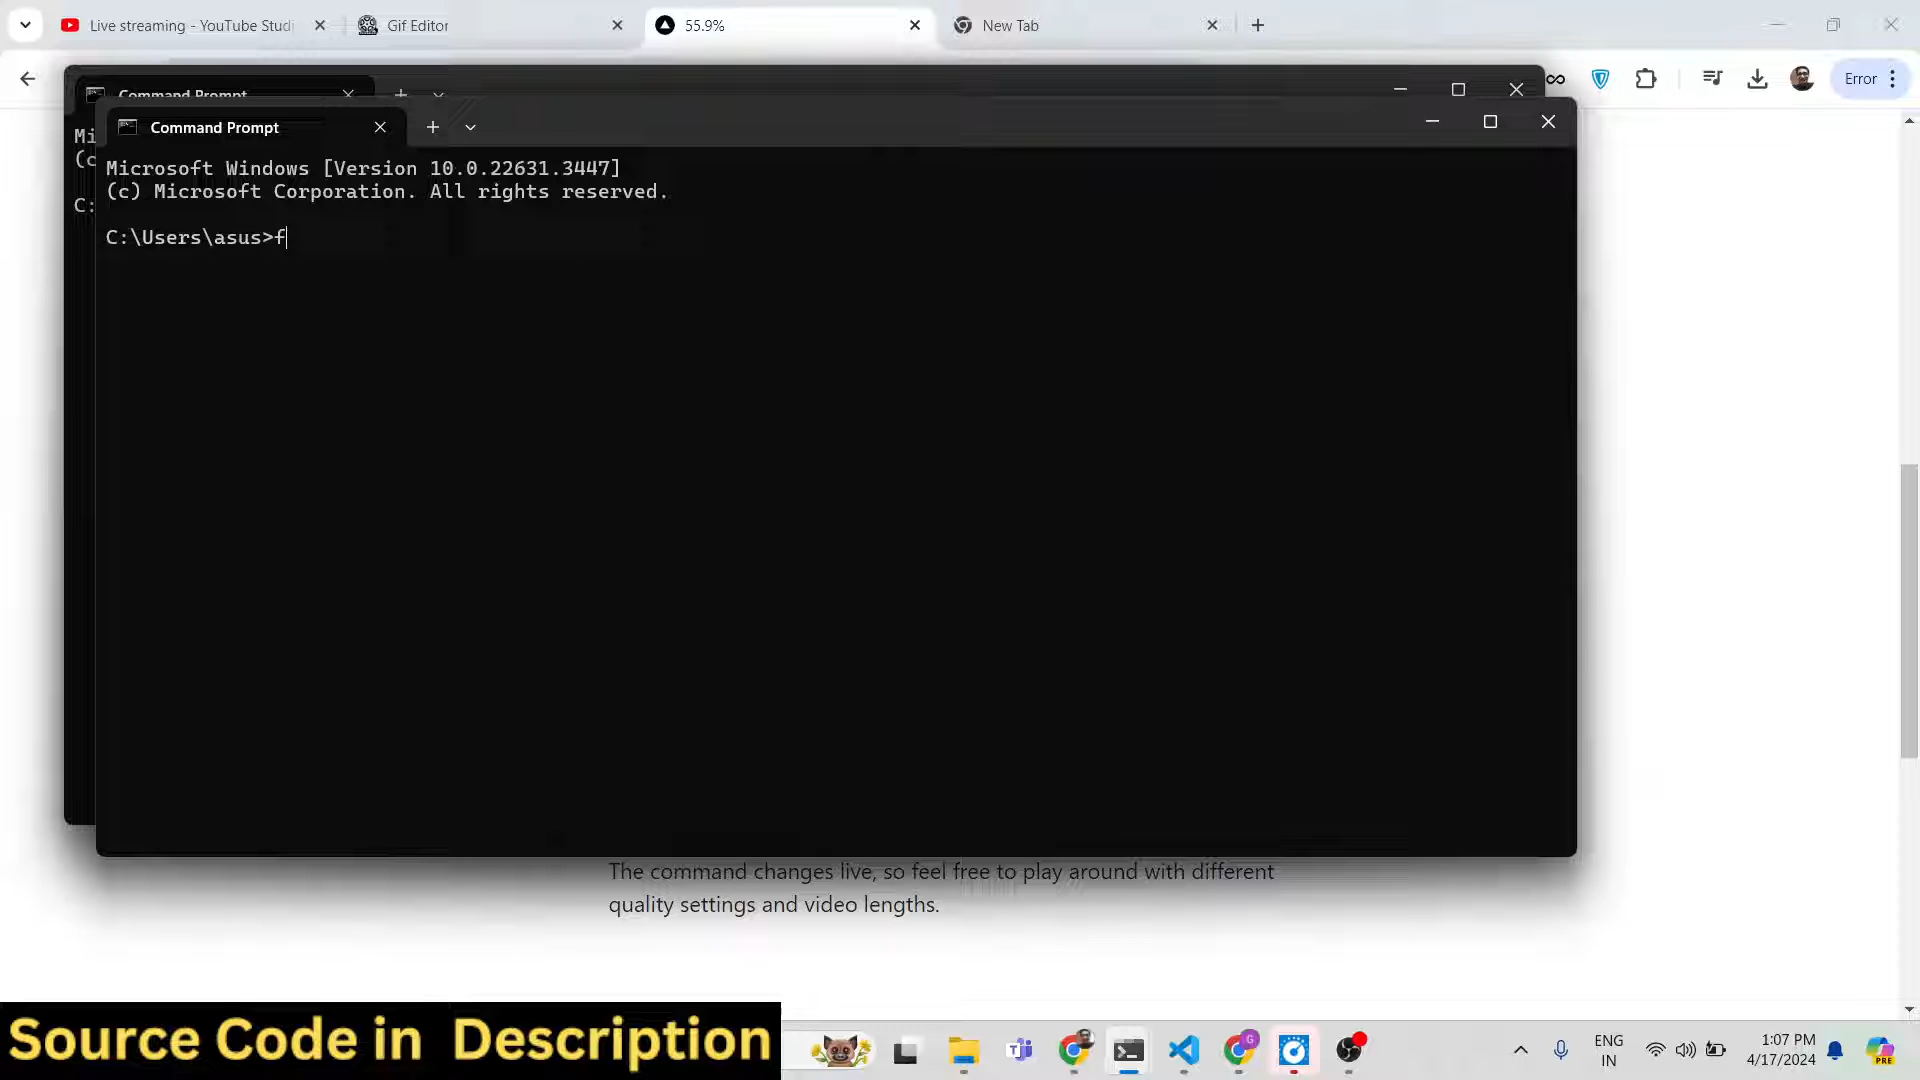 Live streaming - YouTube Studi
Gif Editor
55.9%
New Tab
Error
Command Prompt
Mi
(c
C:
Command Prompt
Microsoft Windows [Version 10.0.22631.3447]
(c) Microsoft Corporation. All rights reserved.
C:\Users\asus>f
The command changes live, so feel free to play around with different
quality settings and video lengths.
Source Code in Description
ENG
IN
1:07 PM
4/17/2024
PRE
G